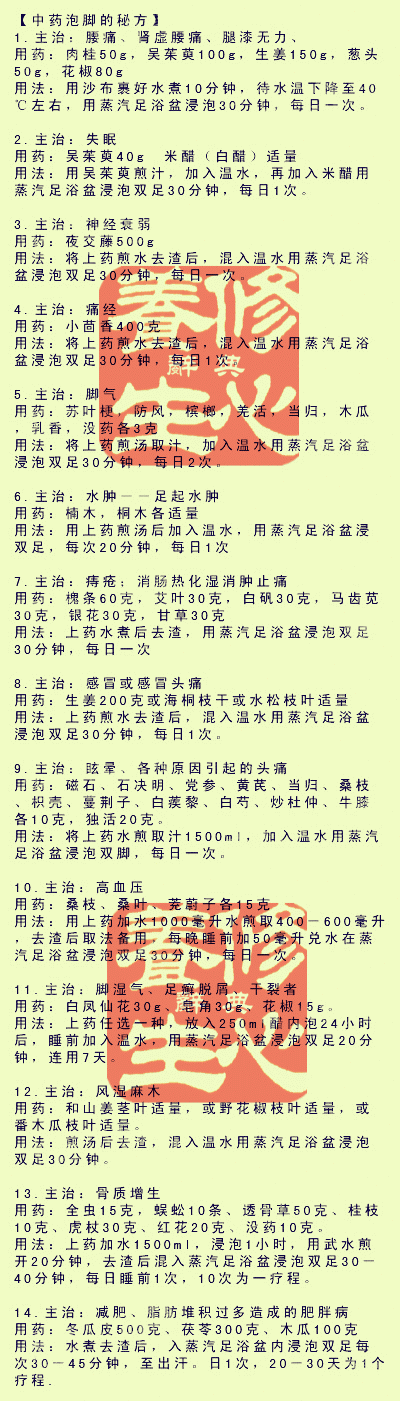 【中药泡脚的秘方】
1.主治：腰痛、肾虚腰痛、腿漆无力、
用药：肉桂50g，吴茱萸100g，生姜150g，葱头
50g，花椒80g
用法：用沙布裹好水煮10分钟，待水温下降至40
℃左右，用蒸汽足浴盆浸泡30分钟，每日一次。
2.主治：失眠
用药：吴茱萸40g 米醋（白醋）适量
用法：用吴茱萸煎汁，加入温水，再加入米醋用
蒸汽足浴盆浸泡双足30分钟，每日1次。
3.主治：神经衰弱
用药：夜交藤500g
用法：将上药煎水去渣后，混入温水用蒸汽足浴
盆浸泡双足30分钟，每日一次。
4.主治：痛经
用药：小茴香400克
用法：将上药煎水去渣后，混入温水用蒸汽足浴
盆浸泡双足30分钟，每日1次。
5.主治：脚气
用药：苏叶梗，防风，槟榔，羌活，当归，木瓜
，乳香，没药各3克
用法：将上药煎汤取汁，加入温水用蒸汽足浴盆
浸泡双足30分钟，每日2次。
6.主治：水肿－－足起水肿
用药：楠木，桐木各适量
用法：用上药煎汤后加入温水，用蒸汽足浴盆浸
双足，每次20分钟，每日1次
7.主治：痔疮；消肠热化湿消肿止痛
用药：槐条60克，艾叶30克，白矾30克，马齿苋
30克，银花30克，甘草30克
用法：上药水煮后去渣，用蒸汽足浴盆浸泡双足
30分钟，每日一次
8.主治：感冒或感冒头痛
用药：生姜200克或海桐枝干或水松枝叶适量
用法：上药煎水去渣后，混入温水用蒸汽足浴盆
浸泡双足30分钟，每日1次。
9.主治：眩晕、各种原因引起的头痛
用药：磁石、石决明、党参、黄芪、当归、桑枝
、枳壳、蔓荆子、白蒺黎、白芍、炒杜仲、牛膝
各10克，独活20克。
用法：将上药水煎取汁1500ml，加入温水用蒸汽
足浴盆浸泡双脚，每日一次。
10.主治：高血压
用药：桑枝、桑叶、茺蔚子各15克
用法：用上药加水1000毫升水煎取400－600毫升
，去渣后取法备用，每晚睡前加50毫升兑水在蒸
汽足浴盆浸泡双足30分钟，每日一次。
11.主治：脚湿气、足癣脱屑、干裂者
用药：白凤仙花30g、皂角30g、花椒15g。
用法：上药任选一种，放入250ml醋内泡24小时
后，睡前加入温水，用蒸汽足浴盆浸泡双足20分
钟，连用7天。
12.主治：风湿麻木
用药：和山姜茎叶适量，或野花椒枝叶适量，或
番木瓜枝叶适量。
用法：煎汤后去渣，混入温水用蒸汽足浴盆浸泡
双足30分钟。
13.主治：骨质增生
用药：全虫15克，蜈蚣10条、透骨草50克、桂枝
10克、虎杖30克、红花20克、没药10克。
用法：上药加水1500ml，浸泡1小时，用武水煎
开20分钟，去渣后混入蒸汽足浴盆浸泡双足30－
40分钟，每日睡前1次，10次为一疗程。
14.主治：减肥、脂肪堆积过多造成的肥胖病
用药：冬瓜皮500克、茯苓300克、木瓜100克
用法：水煮去渣后，入蒸汽足浴盆内浸泡双足每
次30－45分钟，至出汗。日1次，20－30天为1个
疗程.